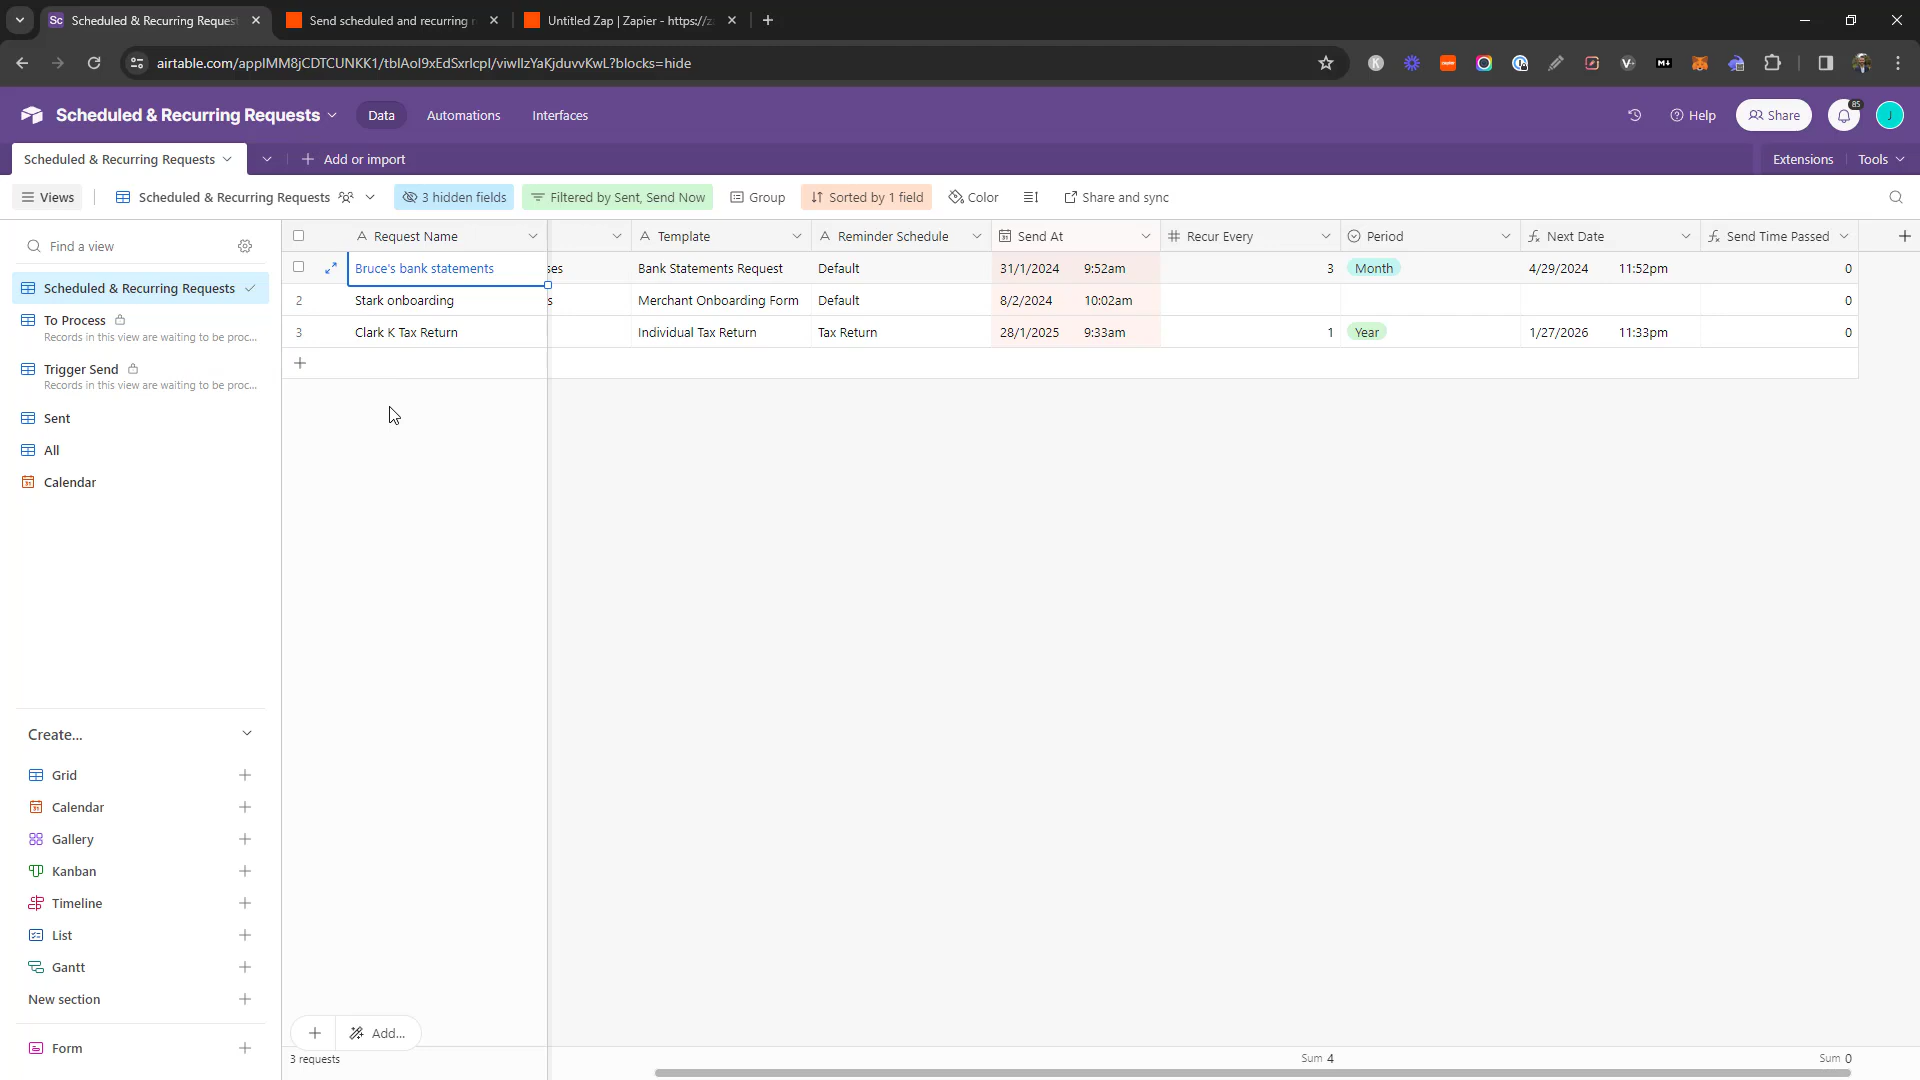 Sc Scheduled & Recurring Request
Send scheduled and recurring r
Untitled Zap | Zapier - https://z
airtable.com/appIMM8jCDTCUNKK1/tblAoI9xEdSxrlcpl/viwlIzYaKjduvvKwL?blocks=hide
Scheduled & Recurring Requests
Data
Automations
Interfaces
Help
Share
85
J
Scheduled & Recurring Requests
Add or import
Extensions
Tools
Views
Scheduled & Recurring Requests
3 hidden fields
Filtered by Sent, Send Now
Group
Sorted by 1 field
Color
Share and sync
Find a view
Request Name
Template
Reminder Schedule
Send At
Recur Every
Period
Next Date
Send Time Passed
Bruce's bank statements
ses
Bank Statements Request
Default
31/1/2024 9:52am
3
Month
4/29/2024 11:52pm
0
2
Stark onboarding
s
Merchant Onboarding Form
Default
8/2/2024 10:02am
0
3
Clark K Tax Return
Individual Tax Return
Tax Return
28/1/2025 9:33am
1
Year
1/27/2026 11:33pm
0
Scheduled & Recurring Requests
To Process
Records in this view are waiting to be proc...
Trigger Send
Records in this view are waiting to be proc...
Sent
All
Calendar
Create...
Grid
Calendar
Gallery
Kanban
Timeline
List
Gantt
New section
Form
Add...
3 requests
Sum 4
Sum 0